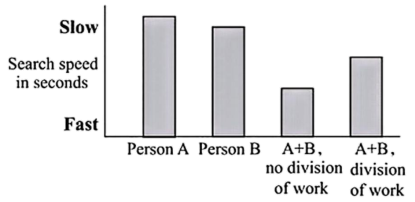 Slow
Search speed
in seconds
Fast
Person A
Person B
A+B,
no division
of work
A+B,
division
of work